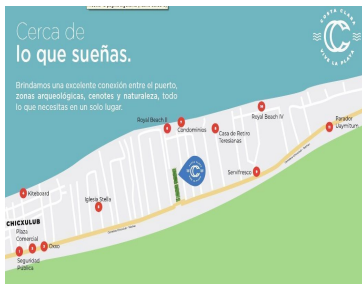 Cerca de
lo que sueñas.
COSTA CLARA
VIVE LA PLAYA
Brindamos una excelente conexión entre el puerto,
zonas arqueológicas, cenotes y naturaleza, todo
lo que necesitas en un solo lugar.
Royal Beach II
Condominios
Casa de Retiro
Teresianas
Royal Beach IV
Parador
Uaymitum
Kiteboard
Iglesia Stella
Servifresco
CHICXULUB
Plaza
Comercial
Oxxo
Seguridad
Pública